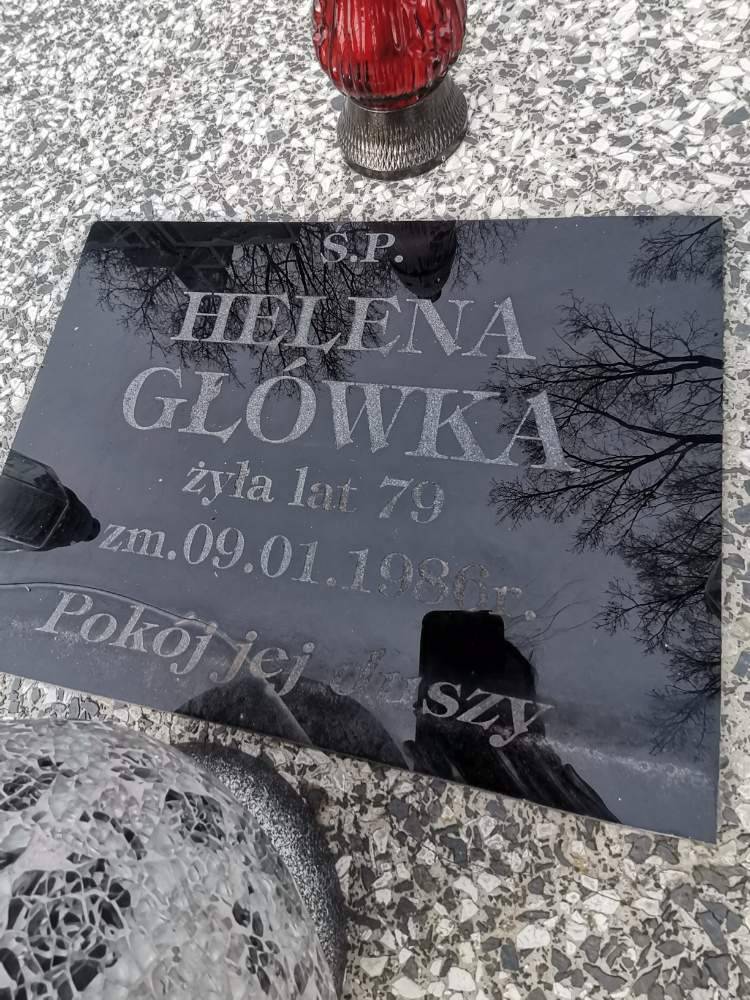 Ś.P.
HELENA
GŁÓWKA
żyła lat 79
zm.09.01.1986r.
Pokój jej duszy